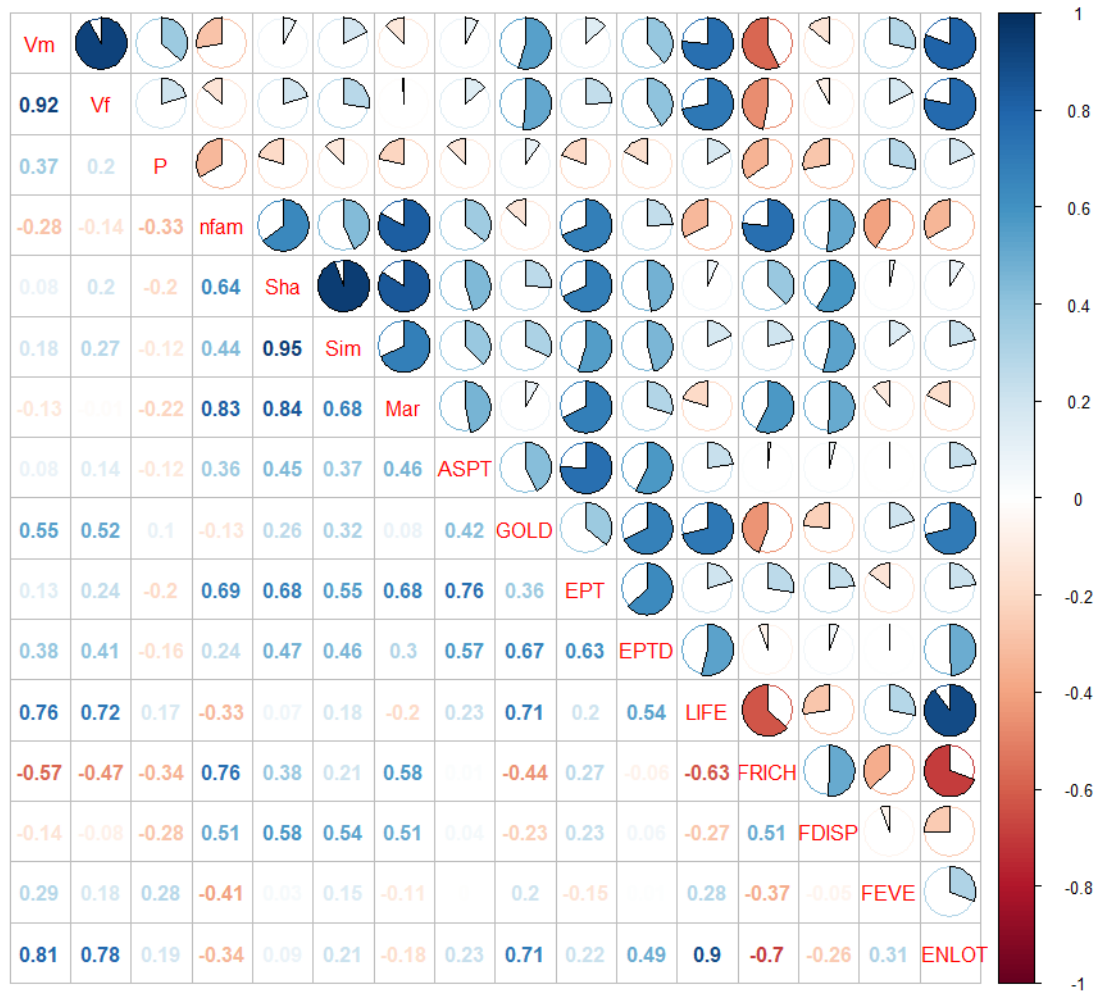 Vm
0.92 Vf
0.37 0.2 P
-0.28 -0.14 -0.33 nfam
0.08 0.2 -0.2 0.64 Sha
0.18 0.27 -0.12 0.44 0.95 Sim
-0.13 -0.22 0.83 0.84 0.68 Mar
0.08 0.14 -0.12 0.36 0.45 0.37 0.46 ASPT
0.55 0.52 0.1 -0.13 0.26 0.32 0.08 0.42 GOLD
0.13 0.24 -0.2 0.69 0.68 0.55 0.68 0.76 0.36 EPT
0.38 0.41 -0.16 0.24 0.47 0.46 0.3 0.57 0.67 0.63 EPTD
0.76 0.72 0.17 -0.33 0.07 0.18 -0.2 0.23 0.71 0.2 0.54 LIFE
-0.57 -0.47 -0.34 0.76 0.38 0.21 0.58 -0.44 0.27 -0.06 -0.63 FRICH
-0.14 -0.08 -0.28 0.51 0.58 0.54 0.51 0.04 -0.23 0.23 0.06 -0.27 0.51 FDISP
0.29 0.18 0.28 -0.41 0.03 0.15 -0.11 0.2 -0.15 0.28 -0.37 -0.05 FEVE
0.81 0.78 0.19 -0.34 0.09 0.21 -0.18 0.23 0.71 0.22 0.49 0.9 -0.7 -0.26 0.31 ENLOT
1
0.8
0.6
0.4
0.2
0
-0.2
-0.4
-0.6
-0.8
-1